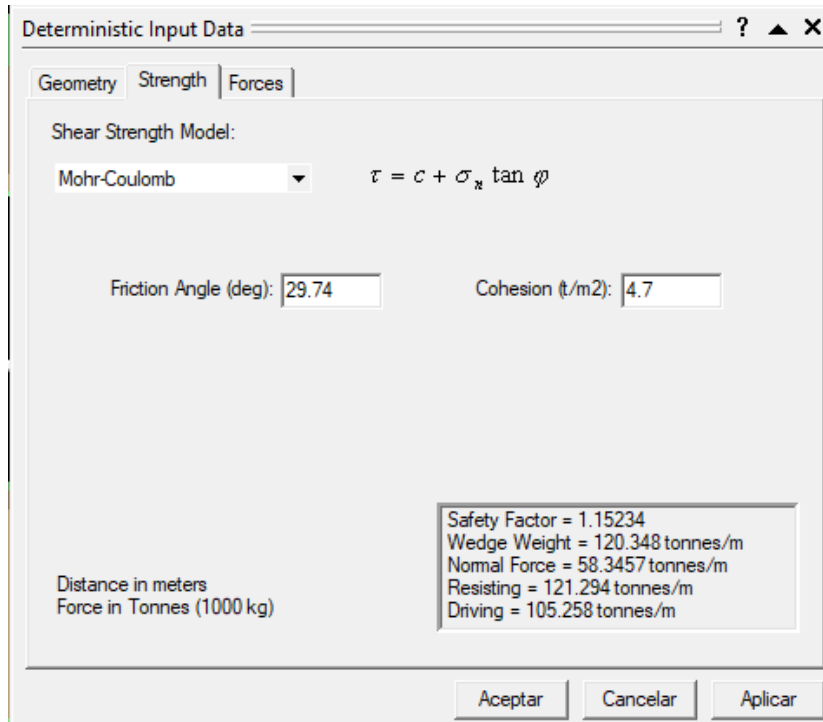 Deterministic Input Data ? ▲ ✕
Geometry Strength Forces
Shear Strength Model:
Mohr-Coulomb τ = c + σₙ tan φ
Friction Angle (deg): 29.74 Cohesion (t/m2): 4.7
Safety Factor = 1.15234
Wedge Weight = 120.348 tonnes/m
Normal Force = 58.3457 tonnes/m
Resisting = 121.294 tonnes/m
Driving = 105.258 tonnes/m
Distance in meters
Force in Tonnes (1000 kg)
Aceptar Cancelar Aplicar